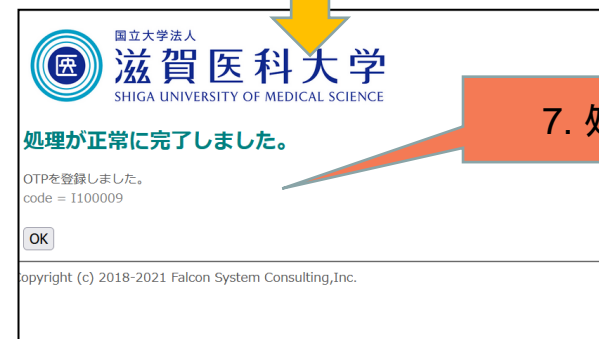 国立大学法人
滋賀医科大学
SHIGA UNIVERSITY OF MEDICAL SCIENCE
処理が正常に完了しました。
7. 処
OTPを登録しました。
code = I100009
OK
opyright (c) 2018-2021 Falcon System Consulting,Inc.